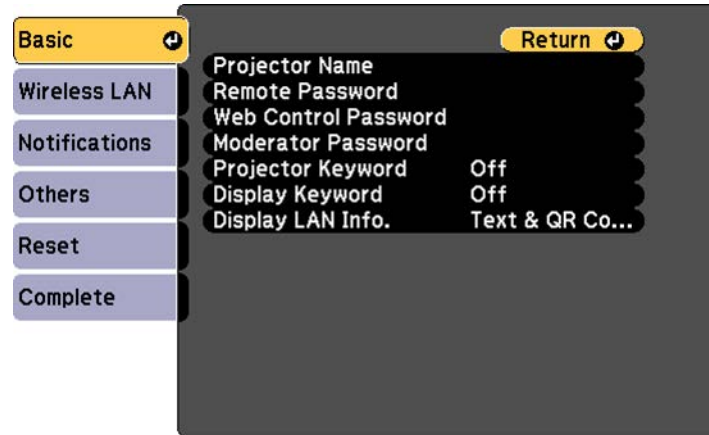 Basic
Wireless LAN
Notifications
Others
Reset
Complete
Return
Projector Name
Remote Password
Web Control Password
Moderator Password
Projector Keyword Off
Display Keyword Off
Display LAN Info. Text & QR Co...